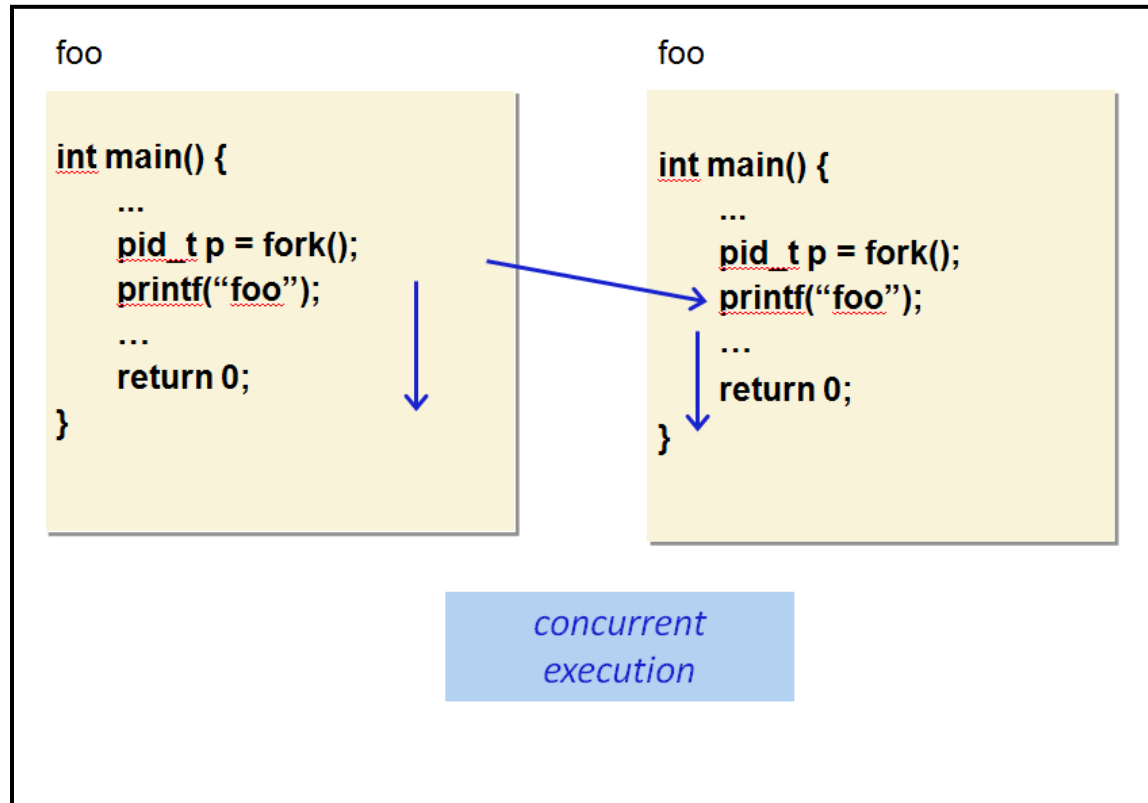 foo
int main() {
...
pid_t p = fork();
printf(“foo”);
…
return 0;
}
foo
int main() {
...
pid_t p = fork();
printf(“foo”);
…
return 0;
}
concurrent
execution